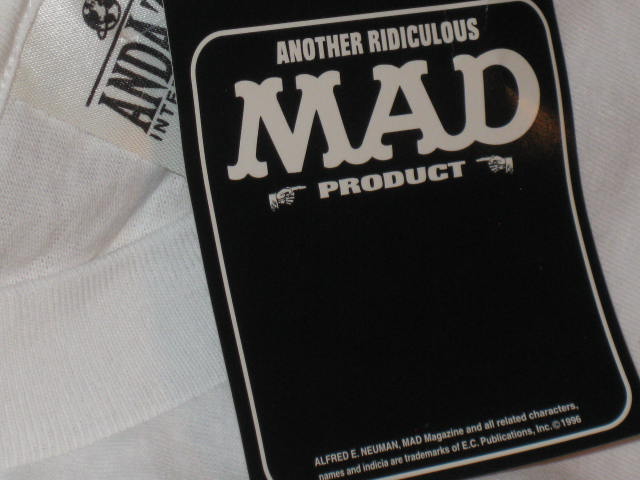 ANOTHER RIDICULOUS
MAD
PRODUCT
ALFRED E. NEUMAN, MAD Magazine and all related characters,
names and indicia are trademarks of E.C. Publications, Inc. ©1996